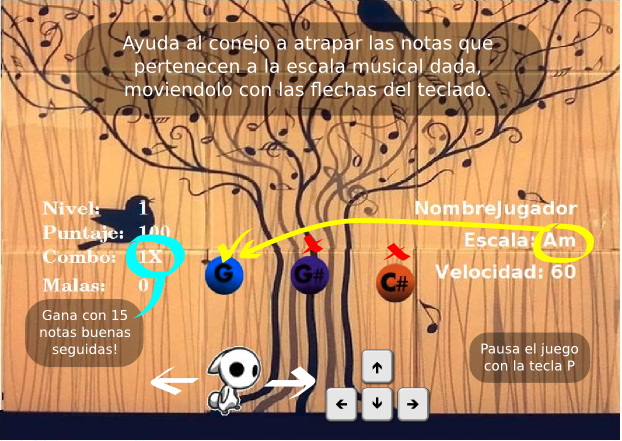 Ayuda al conejo a atrapar las notas que
pertenecen a la escala musical dada,
moviendolo con las flechas del teclado.
Nivel: 1
Puntaje: 100
Combo: 1X
Malas: 0
NombreJugador
Escala: Am
Velocidad: 60
G
G#
C#
Gana con 15
notas buenas
seguidas!
Pausa el juego
con la tecla P